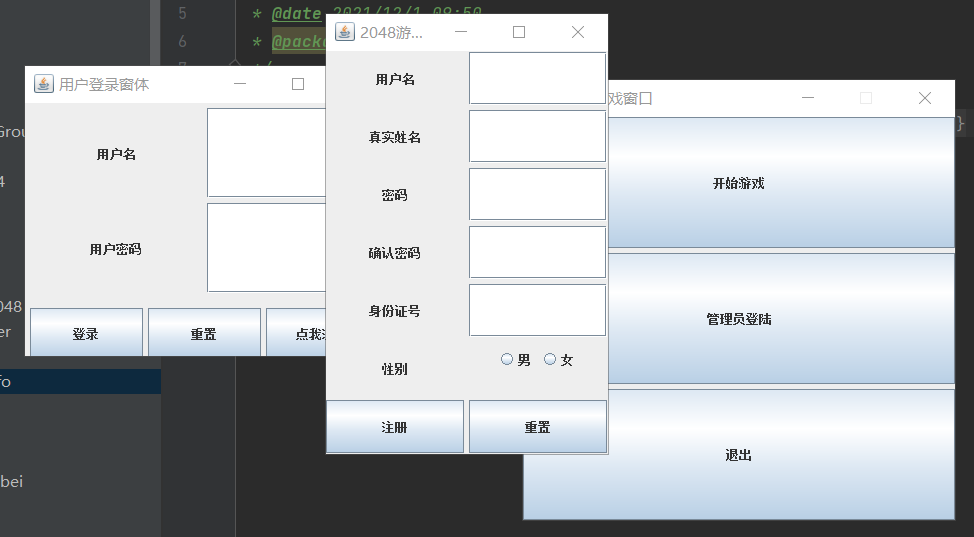 5 * @date 2021/12/1 09:50
6 * @packa
7 */
Grou
4
048
er
fo
bei
}
用户登录窗体
用户名
用户密码
登录
重置
点我
2048游...
用户名
真实姓名
密码
确认密码
身份证号
性别
男 女
注册
重置
戏窗口
开始游戏
管理员登陆
退出